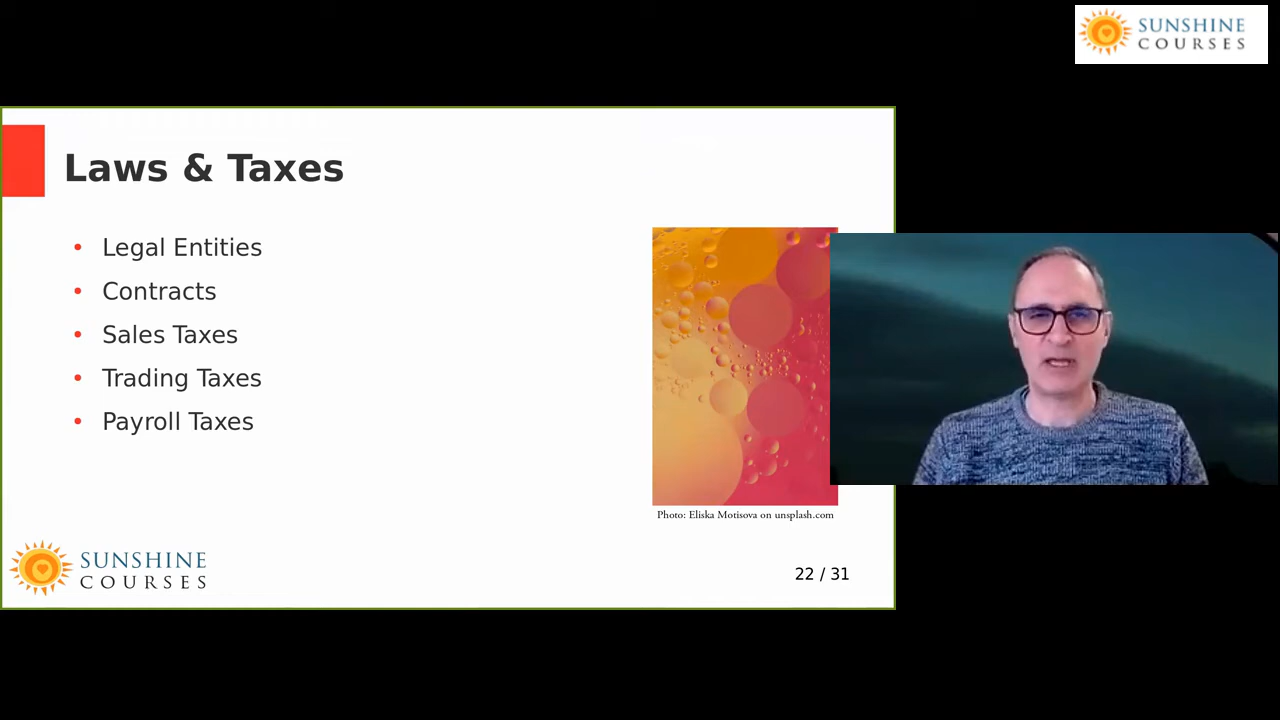 SUNSHINE
COURSES
Laws & Taxes
• Legal Entities
• Contracts
• Sales Taxes
• Trading Taxes
• Payroll Taxes
Photo: Eliska Motisova on unsplash.com
SUNSHINE
COURSES
22 / 31